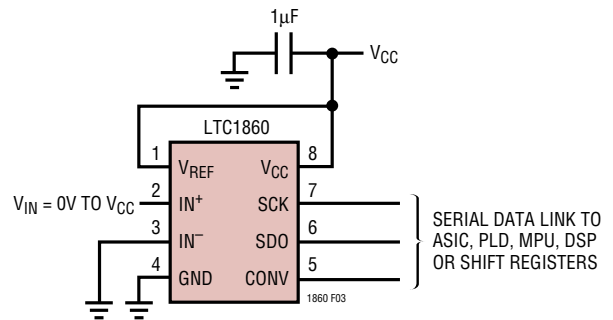 1µF
VCC
LTC1860
1 VREF VCC 8
VIN = 0V TO VCC 2 IN+ SCK 7
3 IN– SDO 6
4 GND CONV 5
SERIAL DATA LINK TO
ASIC, PLD, MPU, DSP
OR SHIFT REGISTERS
1860 F03